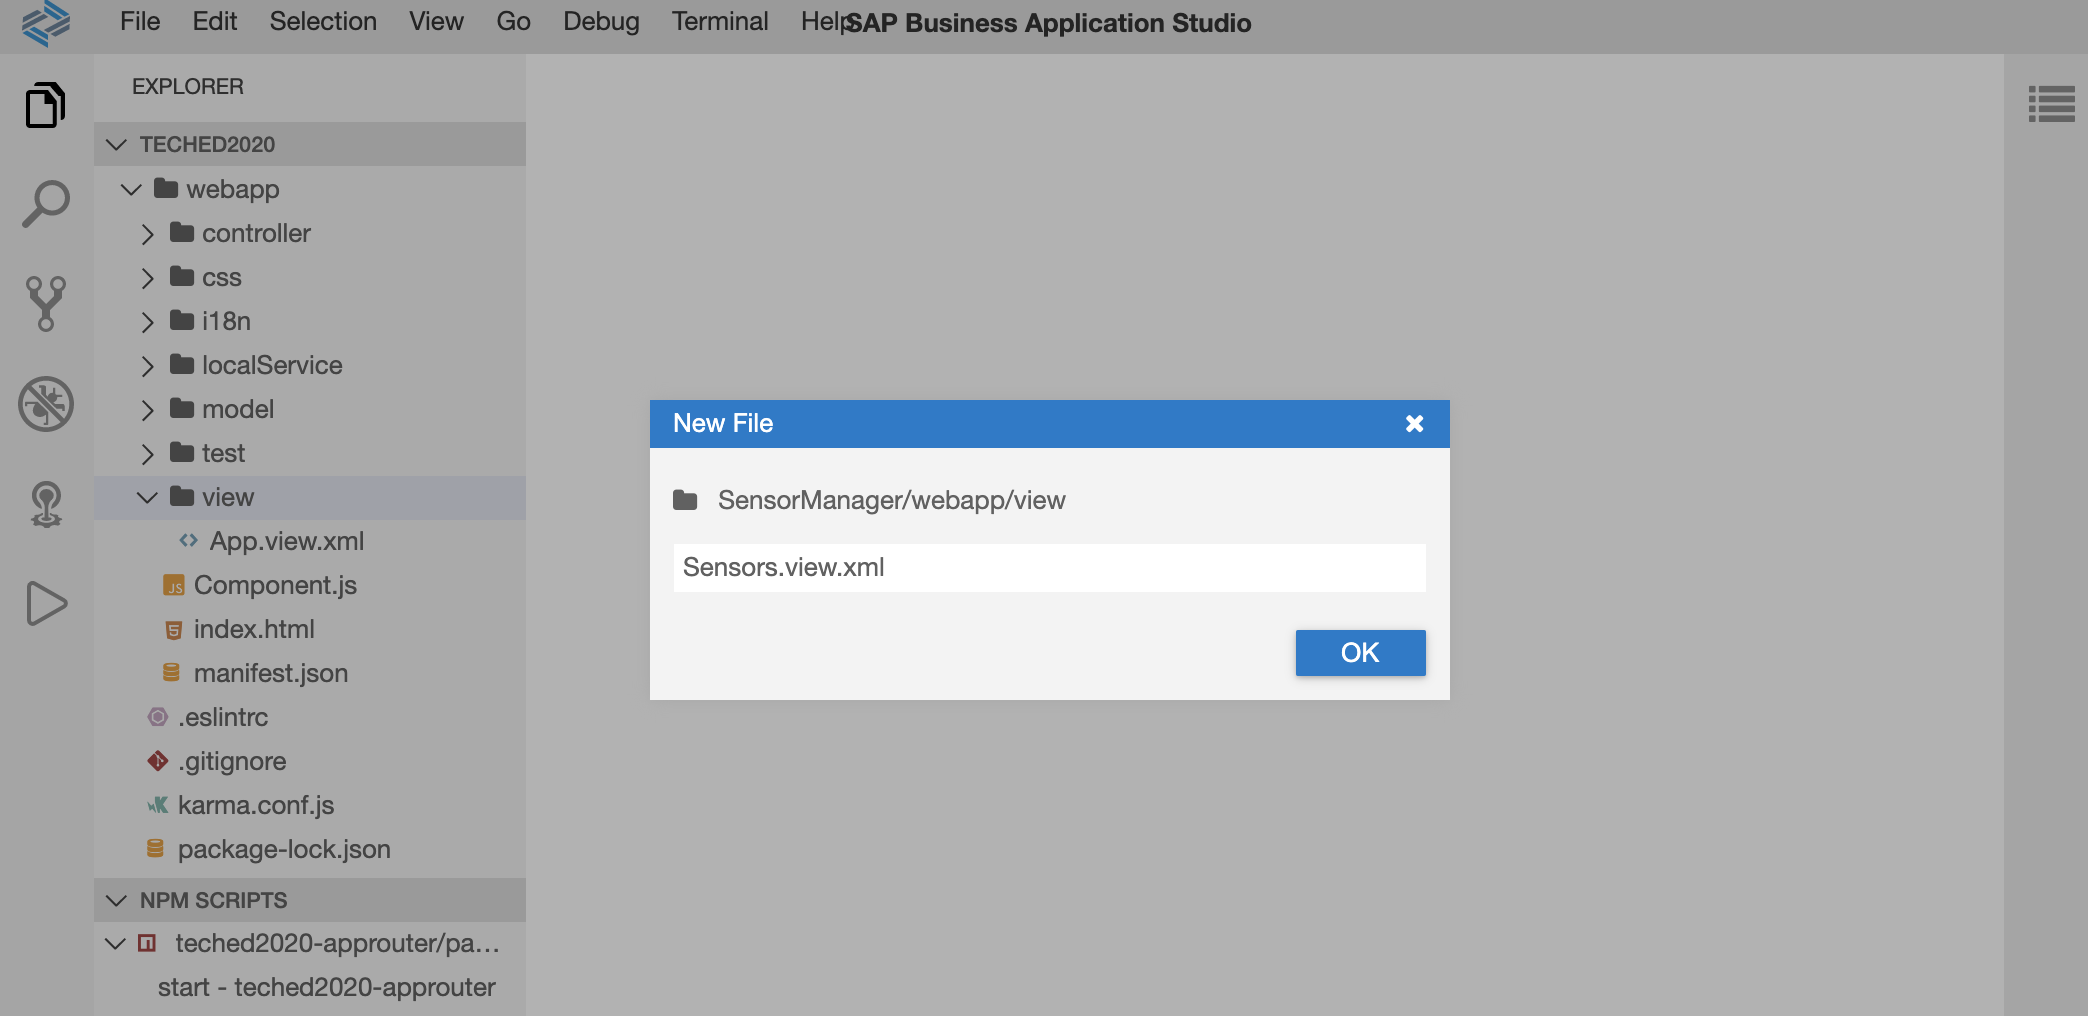 File Edit Selection View Go Debug Terminal Help SAP Business Application Studio
EXPLORER
TECHED2020
webapp
controller
css
i18n
localService
model
test
view
App.view.xml
Component.js
index.html
manifest.json
.eslintrc
.gitignore
karma.conf.js
package-lock.json
NPM SCRIPTS
teched2020-approuter/pa…
start - teched2020-approuter
New File
SensorManager/webapp/view
Sensors.view.xml
OK